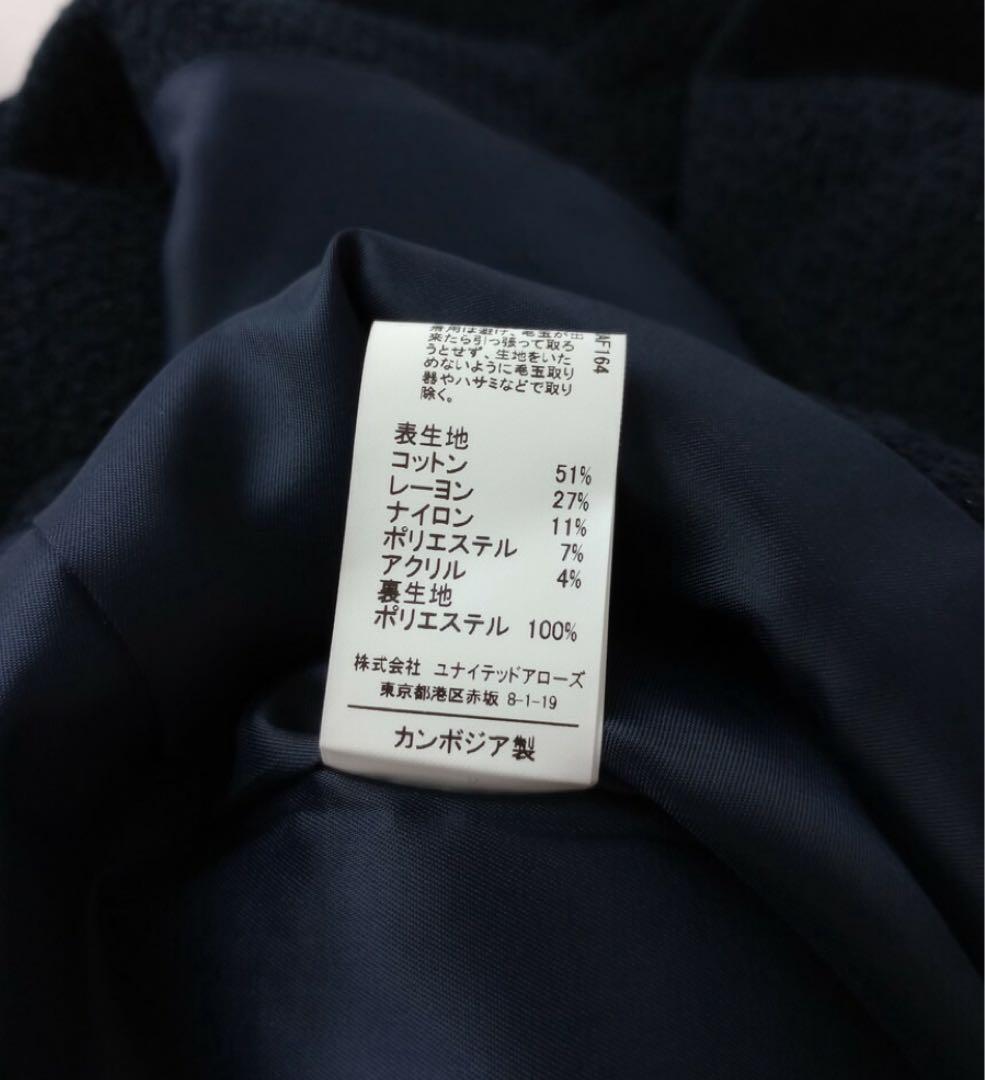 着用は避け、毛玉が出
来たら引っ張って取ろ
うとせず、生地をいた
めないように毛玉取り
器やハサミなどで取り
除く。
AF164
表生地
コットン 51%
レーヨン 27%
ナイロン 11%
ポリエステル 7%
アクリル 4%
裏生地
ポリエステル 100%
株式会社 ユナイテッドアローズ
東京都港区赤坂 8-1-19
カンボジア製